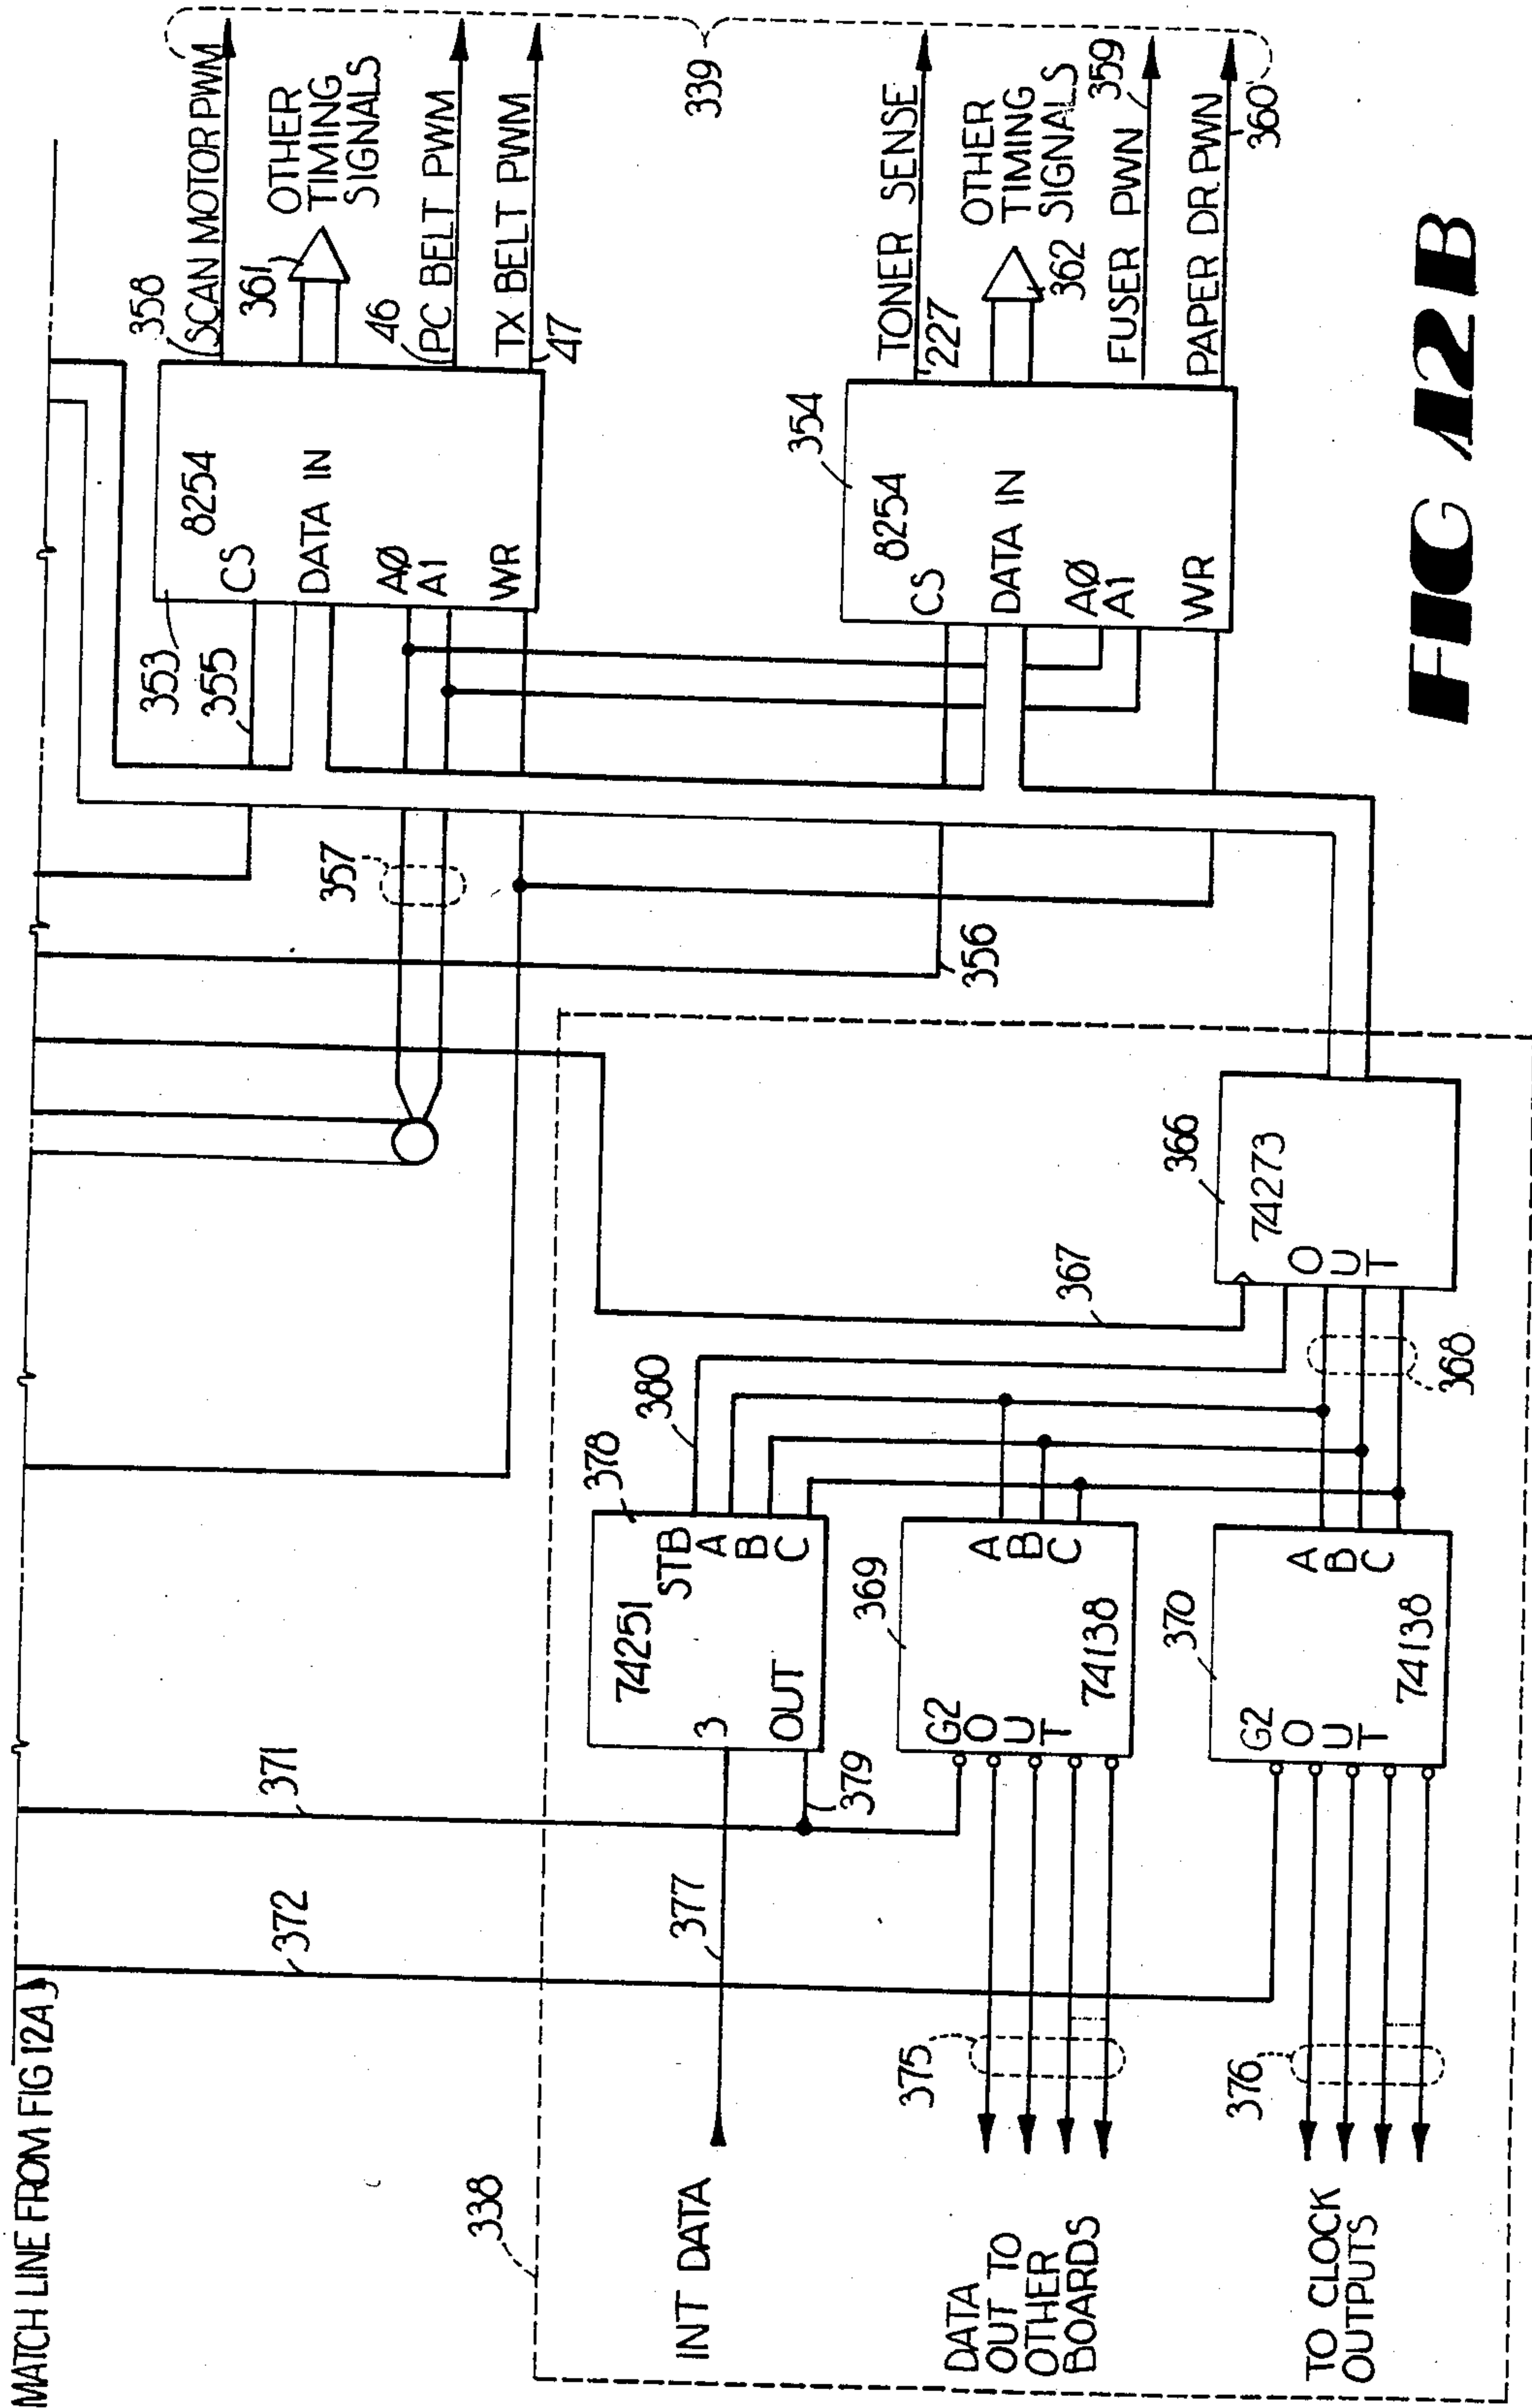 MATCH LINE FROM FIG 12A
372
371
338
INT DATA
377
379
74251
3
OUT
STB
A
B
C
378
380
DATA
OUT TO
OTHER
BOARDS
375
369
G2
OUT
74138
A
B
C
TO CLOCK
OUTPUTS
376
370
G2
OUT
74138
A
B
C
367
368
366
74273
OUT
357
356
353
355
8254
CS
DATA IN
AØ
A1
WR
358
SCAN MOTOR PWM
361
OTHER
TIMING
SIGNALS
46
PC BELT PWM
TX BELT PWM
47
339
354
8254
CS
DATA IN
AØ
A1
WR
TONER SENSE
227
OTHER
TIMING
SIGNALS
362
FUSER PWN
359
PAPER DR. PWN
360
FIG 12B